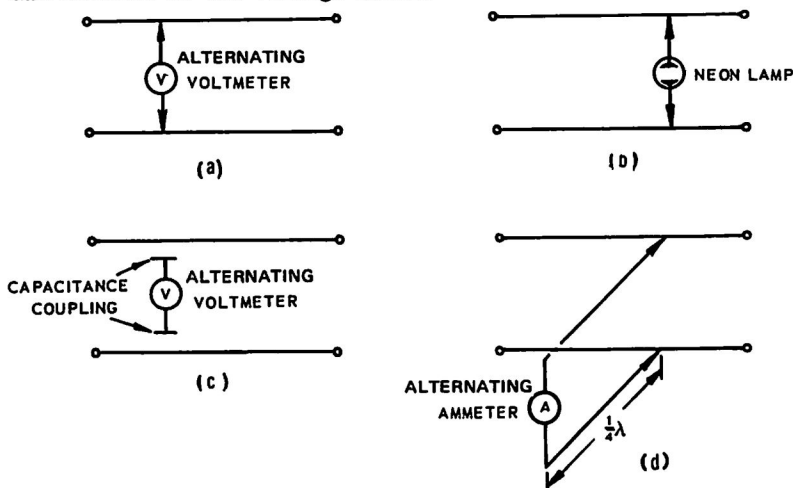 ALTERNATING
VOLTMETER
V
(a)
NEON LAMP
(b)
CAPACITANCE
COUPLING
ALTERNATING
VOLTMETER
V
(c)
ALTERNATING
AMMETER
A
¼λ
(d)